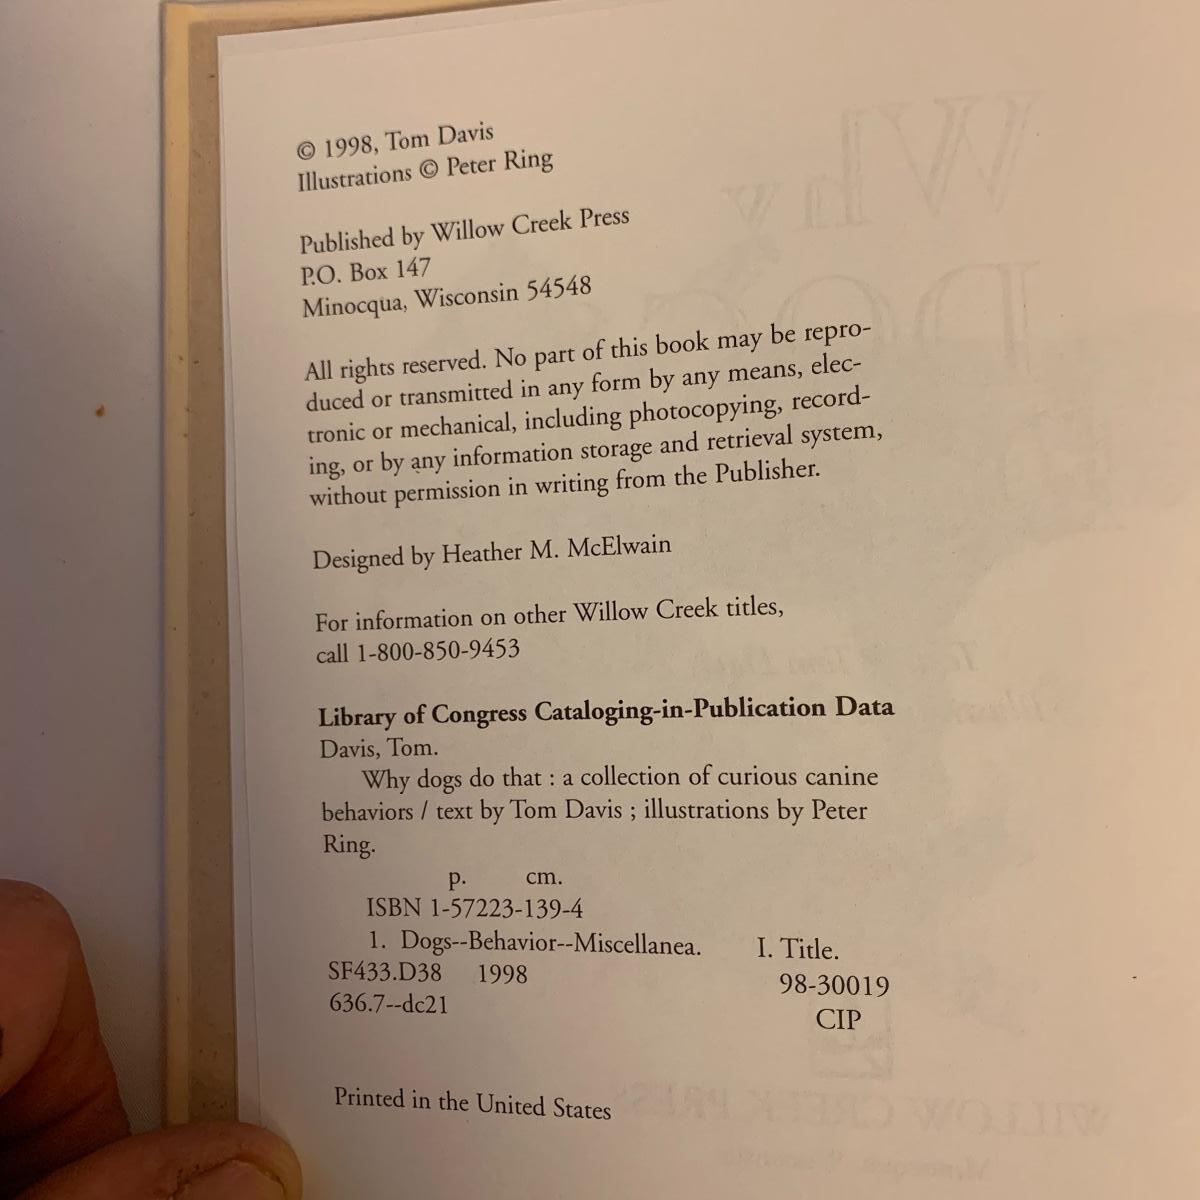 © 1998, Tom Davis
Illustrations © Peter Ring
Published by Willow Creek Press
P.O. Box 147
Minocqua, Wisconsin 54548
All rights reserved. No part of this book may be repro-
duced or transmitted in any form by any means, elec-
tronic or mechanical, including photocopying, record-
ing, or by any information storage and retrieval system,
without permission in writing from the Publisher.
Designed by Heather M. McElwain
For information on other Willow Creek titles,
call 1-800-850-9453
Library of Congress Cataloging-in-Publication Data
Davis, Tom.
Why dogs do that : a collection of curious canine
behaviors / text by Tom Davis ; illustrations by Peter
Ring.
p. cm.
ISBN 1-57223-139-4
1. Dogs--Behavior--Miscellanea. I. Title.
SF433.D38 1998
98-30019
636.7--dc21
CIP
Printed in the United States